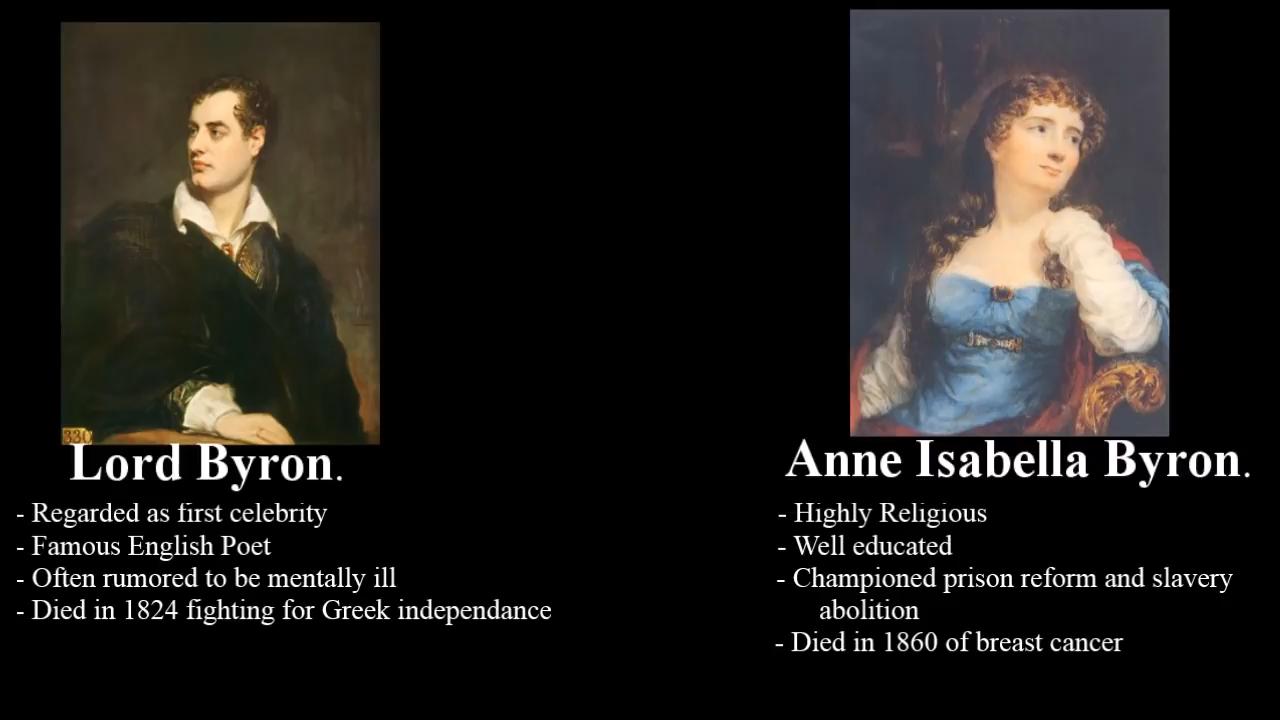 330
Lord Byron.
- Regarded as first celebrity
- Famous English Poet
- Often rumored to be mentally ill
- Died in 1824 fighting for Greek independance
Anne Isabella Byron.
- Highly Religious
- Well educated
- Championed prison reform and slavery
abolition
- Died in 1860 of breast cancer